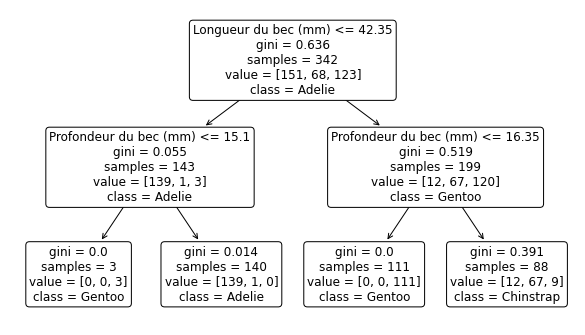 Longueur du bec (mm) <= 42.35
gini = 0.636
samples = 342
value = [151, 68, 123]
class = Adelie
Profondeur du bec (mm) <= 15.1
gini = 0.055
samples = 143
value = [139, 1, 3]
class = Adelie
Profondeur du bec (mm) <= 16.35
gini = 0.519
samples = 199
value = [12, 67, 120]
class = Gentoo
gini = 0.0
samples = 3
value = [0, 0, 3]
class = Gentoo
gini = 0.014
samples = 140
value = [139, 1, 0]
class = Adelie
gini = 0.0
samples = 111
value = [0, 0, 111]
class = Gentoo
gini = 0.391
samples = 88
value = [12, 67, 9]
class = Chinstrap